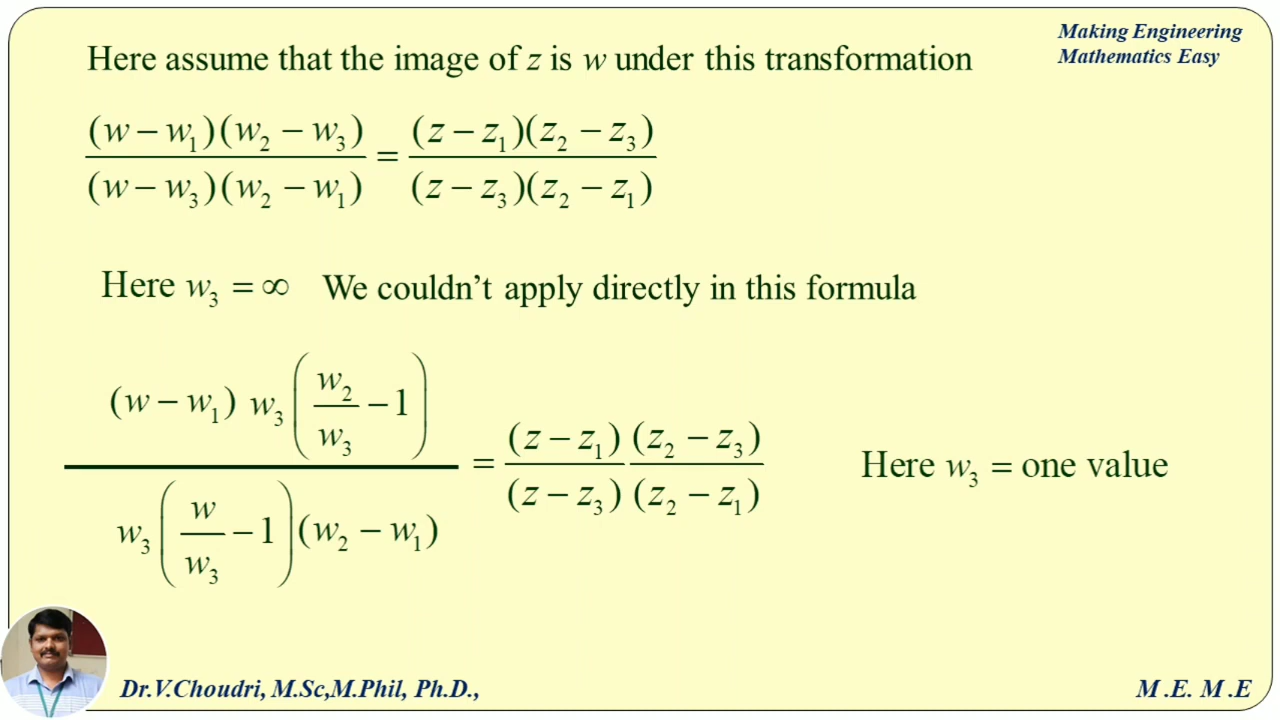 Making Engineering
Mathematics Easy
Here assume that the image of z is w under this transformation
(w − w₁)(w₂ − w₃) / (w − w₃)(w₂ − w₁) = (z − z₁)(z₂ − z₃) / (z − z₃)(z₂ − z₁)
Here w₃ = ∞ We couldn't apply directly in this formula
(w − w₁) w₃ (w₂/w₃ − 1) / w₃ (w/w₃ − 1)(w₂ − w₁) = (z − z₁)/(z − z₃) (z₂ − z₃)/(z₂ − z₁) Here w₃ = one value
Dr.V.Choudri, M.Sc,M.Phil, Ph.D., M .E. M .E